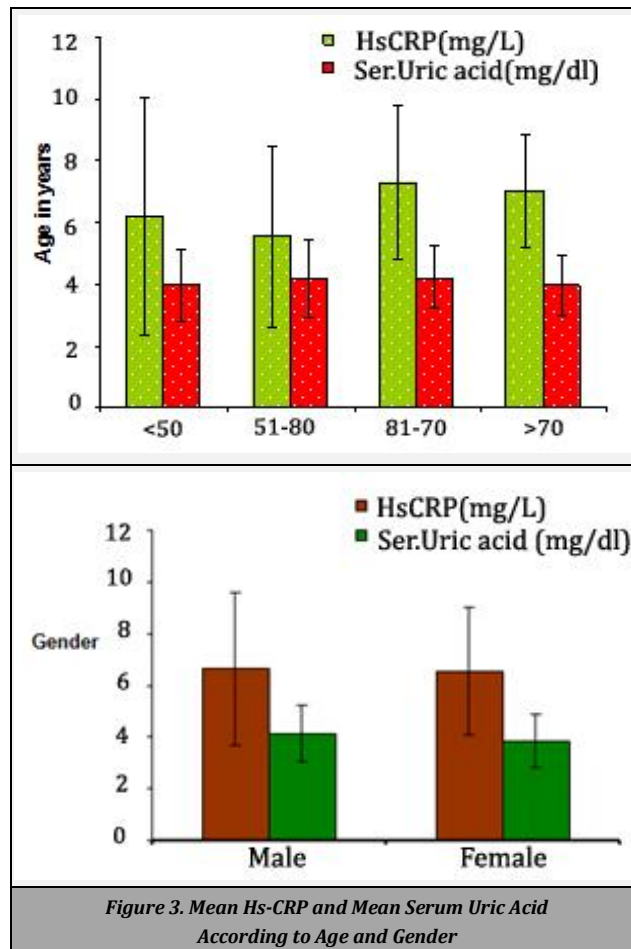 12
10
8
6
4
2
0
Age in years
HsCRP(mg/L)
Ser.Uric acid(mg/dl)
<50 51-80 81-70 >70
12
10
8
6
4
2
0
Gender
HsCRP(mg/L)
Ser.Uric acid (mg/dl)
Male Female
Figure 3. Mean Hs-CRP and Mean Serum Uric Acid
According to Age and Gender